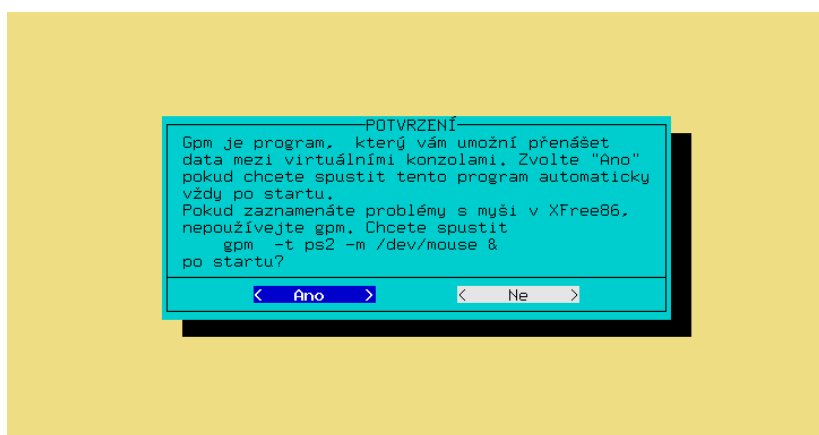 POTVRZENÍ
Gpm je program, který vám umožní přenášet
data mezi virtuálními konzolami. Zvolte "Ano"
pokud chcete spustit tento program automaticky
vždy po startu.
Pokud zaznamenáte problémy s myši v XFree86,
nepoužívejte gpm. Chcete spustit
gpm -t ps2 -m /dev/mouse &
po startu?
< Ano > < Ne >